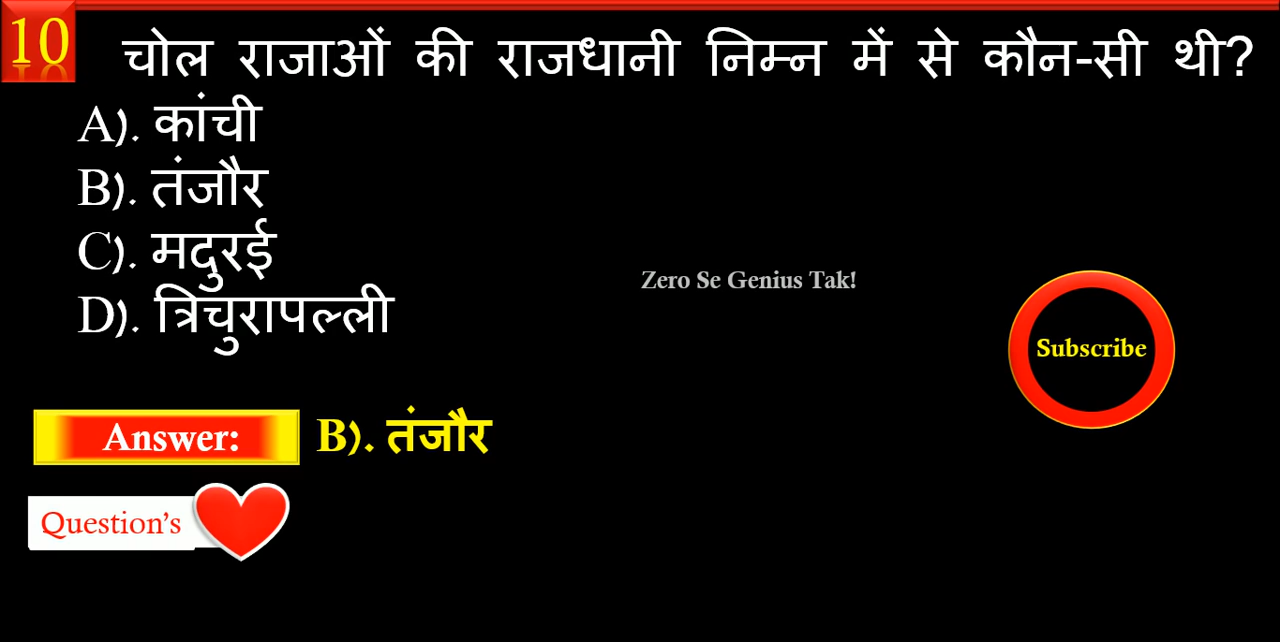 10 चोल राजाओं की राजधानी निम्न में से कौन-सी थी?
A). कांची
B). तंजौर
C). मदुरई
D). त्रिचुरापल्ली
Zero Se Genius Tak!
Subscribe
Answer: B). तंजौर
Question's